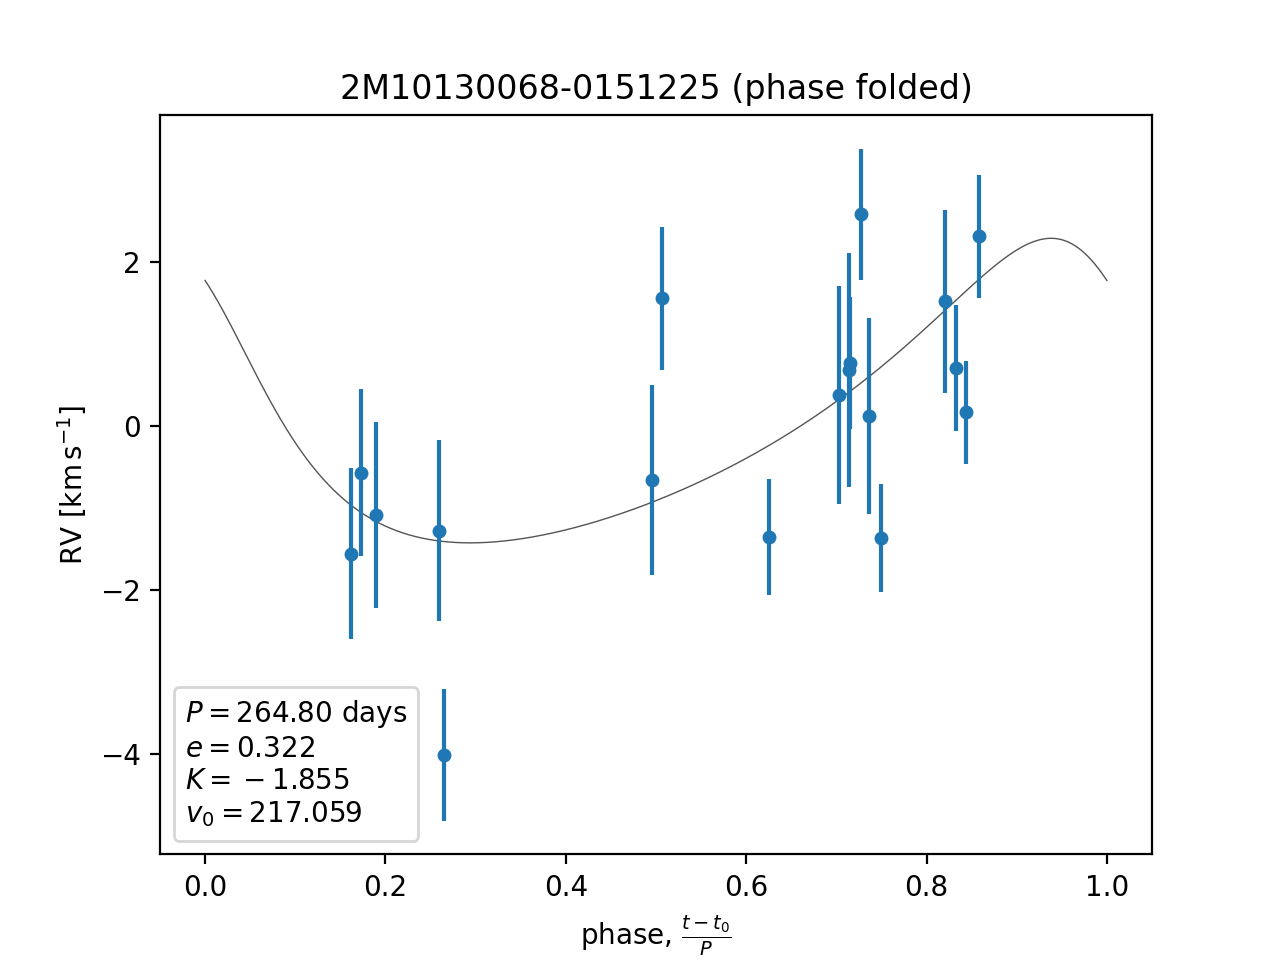 2M10130068-0151225 (phase folded)
RV [km s⁻¹]
2
0
−2
−4
P = 264.80 days
e = 0.322
K = −1.855
v₀ = 217.059
0.0 0.2 0.4 0.6 0.8 1.0
phase, (t − t₀)/P